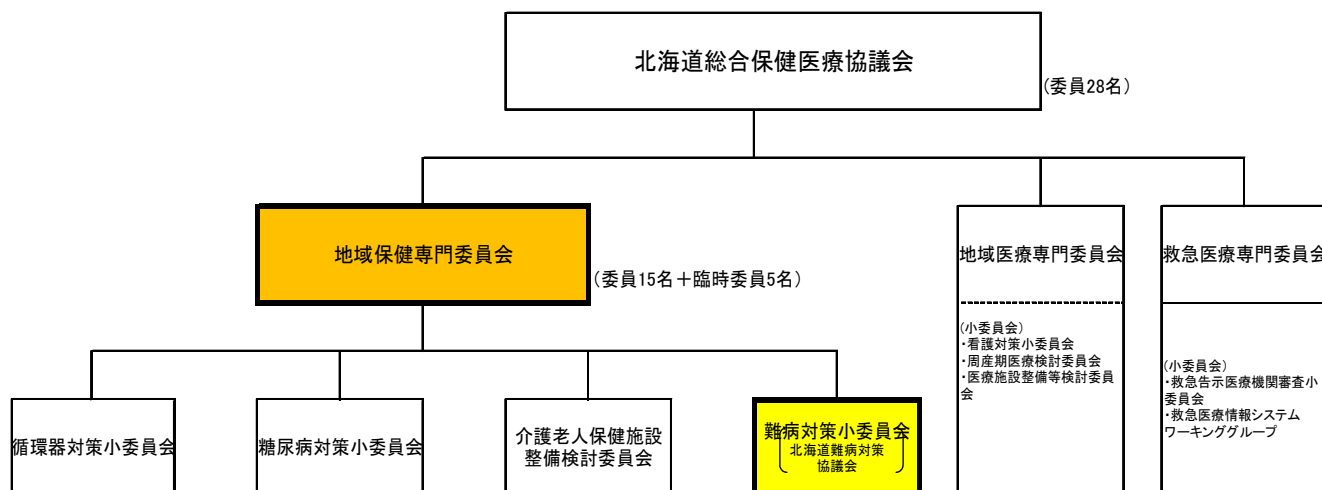 北海道総合保健医療協議会
(委員28名)
地域保健専門委員会
(委員15名＋臨時委員5名)
地域医療専門委員会
(小委員会)
・看護対策小委員会
・周産期医療検討委員会
・医療施設整備等検討委員
会
救急医療専門委員会
(小委員会)
・救急告示医療機関審査小
委員会
・救急医療情報システム
ワーキンググループ
循環器対策小委員会
糖尿病対策小委員会
介護老人保健施設
整備検討委員会
難病対策小委員会
北海道難病対策
協議会